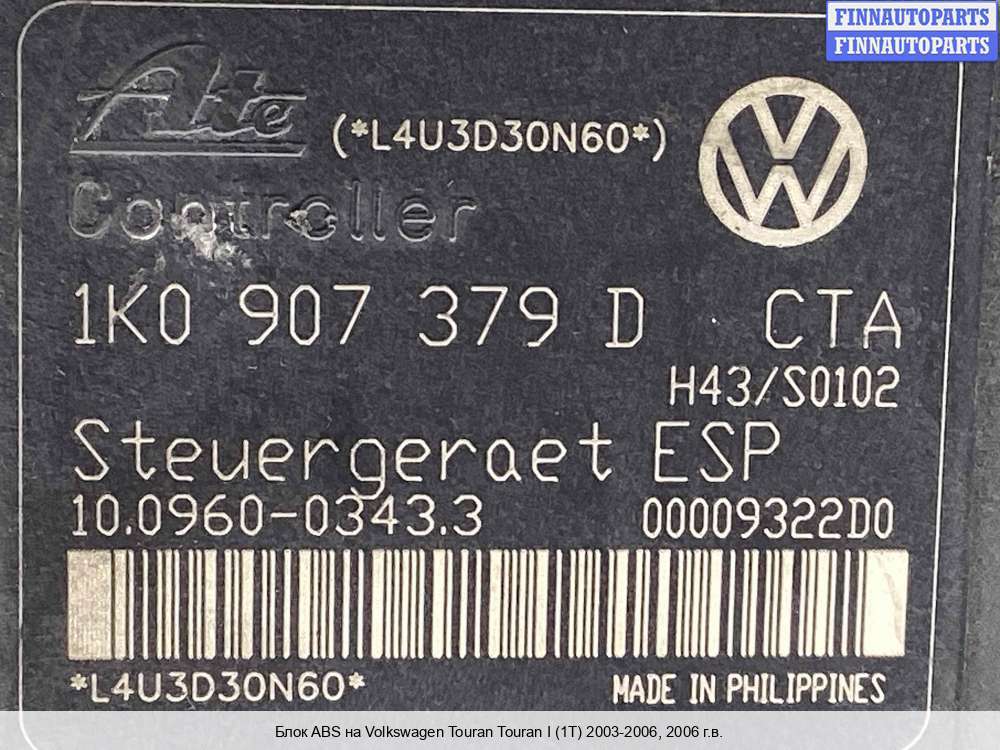 FINNAUTOPARTS
FINNAUTOPARTS
Ate
(*L4U3D30N60*)
Controller
1K0 907 379 D CTA
H43/S0102
Steuergeraet ESP
10.0960-0343.3 00009322D0
*L4U3D30N60* MADE IN PHILIPPINES
Блок ABS на Volkswagen Touran Touran I (1T) 2003-2006, 2006 г.в.